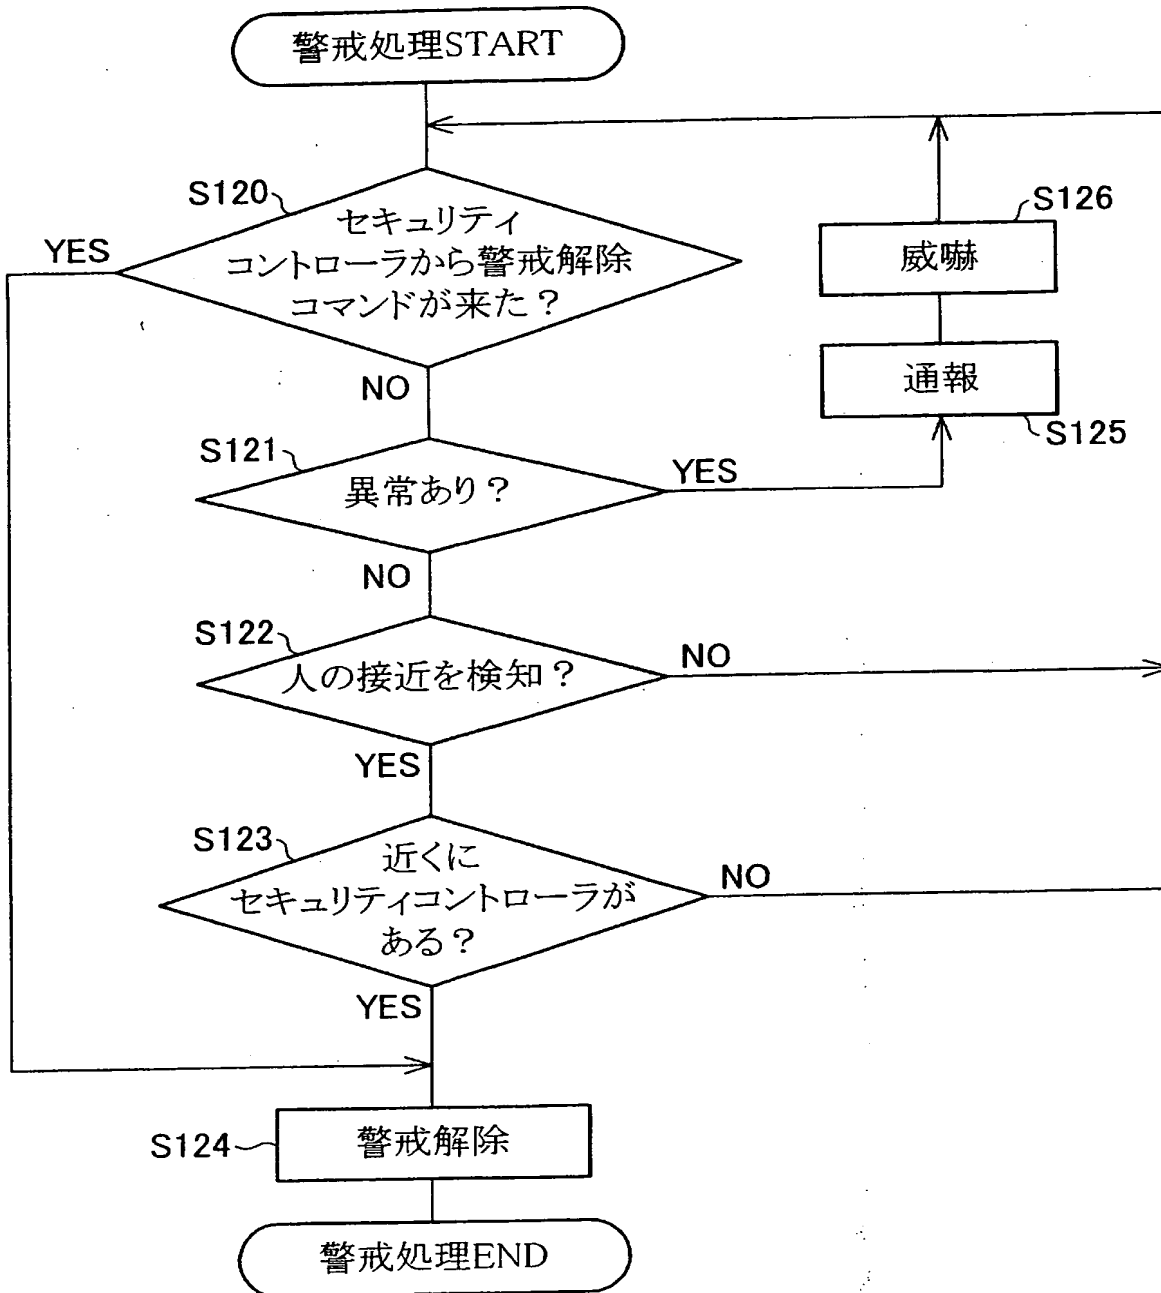 警戒処理START
S120
セキュリティ
コントローラから警戒解除
コマンドが来た？
YES
NO
S126
威嚇
通報
S125
S121
異常あり？
YES
NO
S122
人の接近を検知？
NO
YES
S123
近くに
セキュリティコントローラが
ある？
NO
YES
S124
警戒解除
警戒処理END